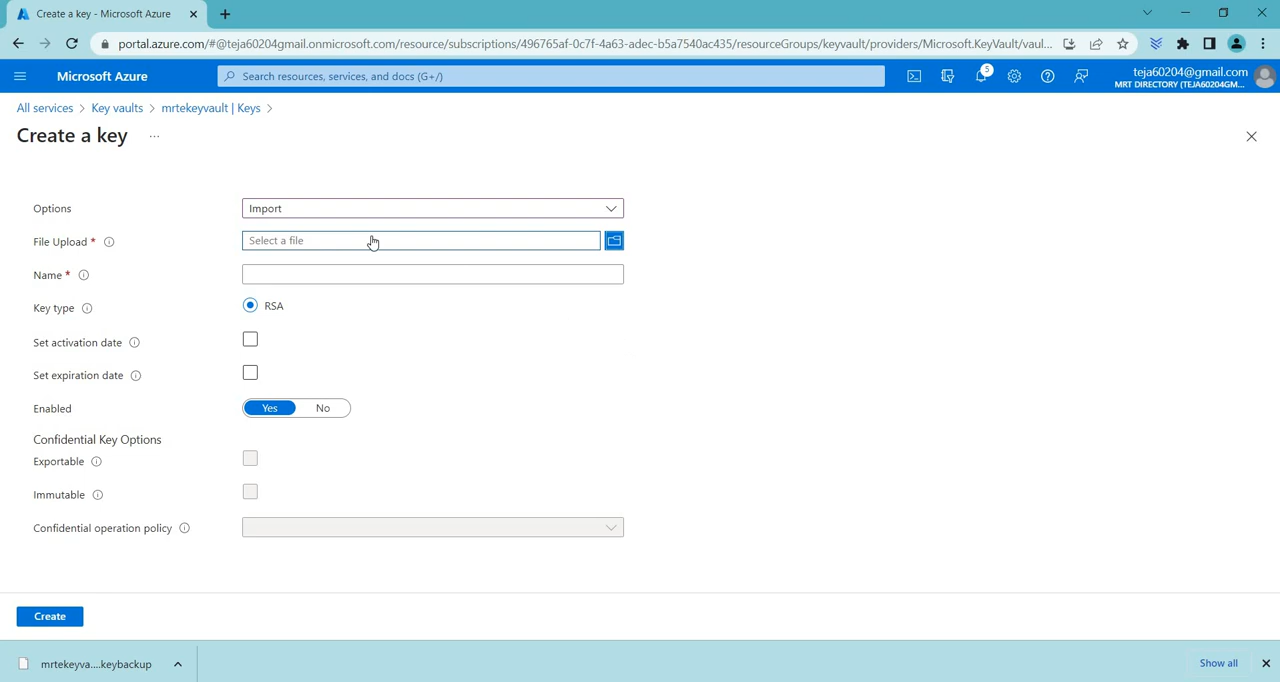 Create a key - Microsoft Azure
portal.azure.com/#@teja60204gmail.onmicrosoft.com/resource/subscriptions/496765af-0c7f-4a63-adec-b5a7540ac435/resourceGroups/keyvault/providers/Microsoft.KeyVault/vaul...
Microsoft Azure
Search resources, services, and docs (G+/)
5
teja60204@gmail.com
MRT DIRECTORY (TEJA60204GM...
All services > Key vaults > mrtekeyvault | Keys >
Create a key ...
Options
Import
File Upload *
Select a file
Name *
Key type
RSA
Set activation date
Set expiration date
Enabled
Yes No
Confidential Key Options
Exportable
Immutable
Confidential operation policy
Create
mrtekeyva....keybackup
Show all